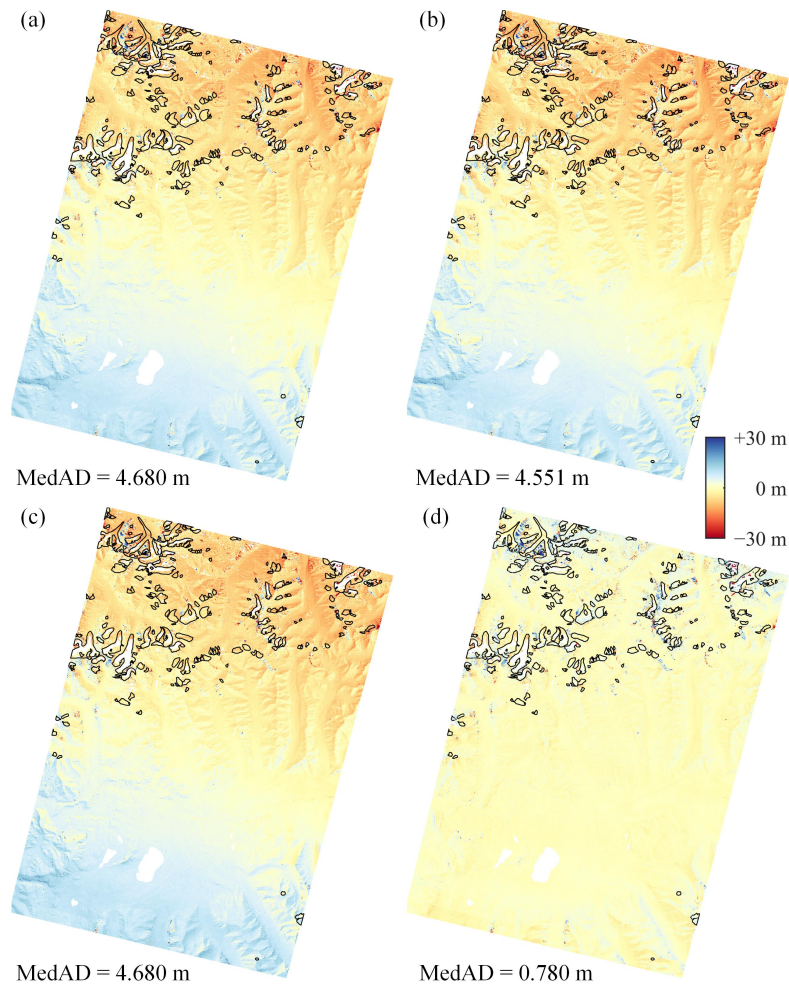 (a)
(b)
MedAD = 4.680 m
MedAD = 4.551 m
+30 m
0 m
−30 m
(c)
(d)
MedAD = 4.680 m
MedAD = 0.780 m